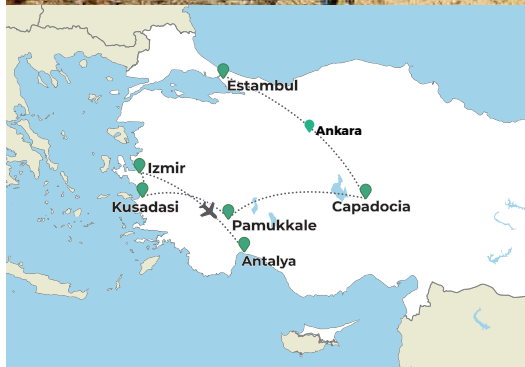 Estambul
Ankara
Izmir
Kusadasi
Capadocia
Pamukkale
Antalya